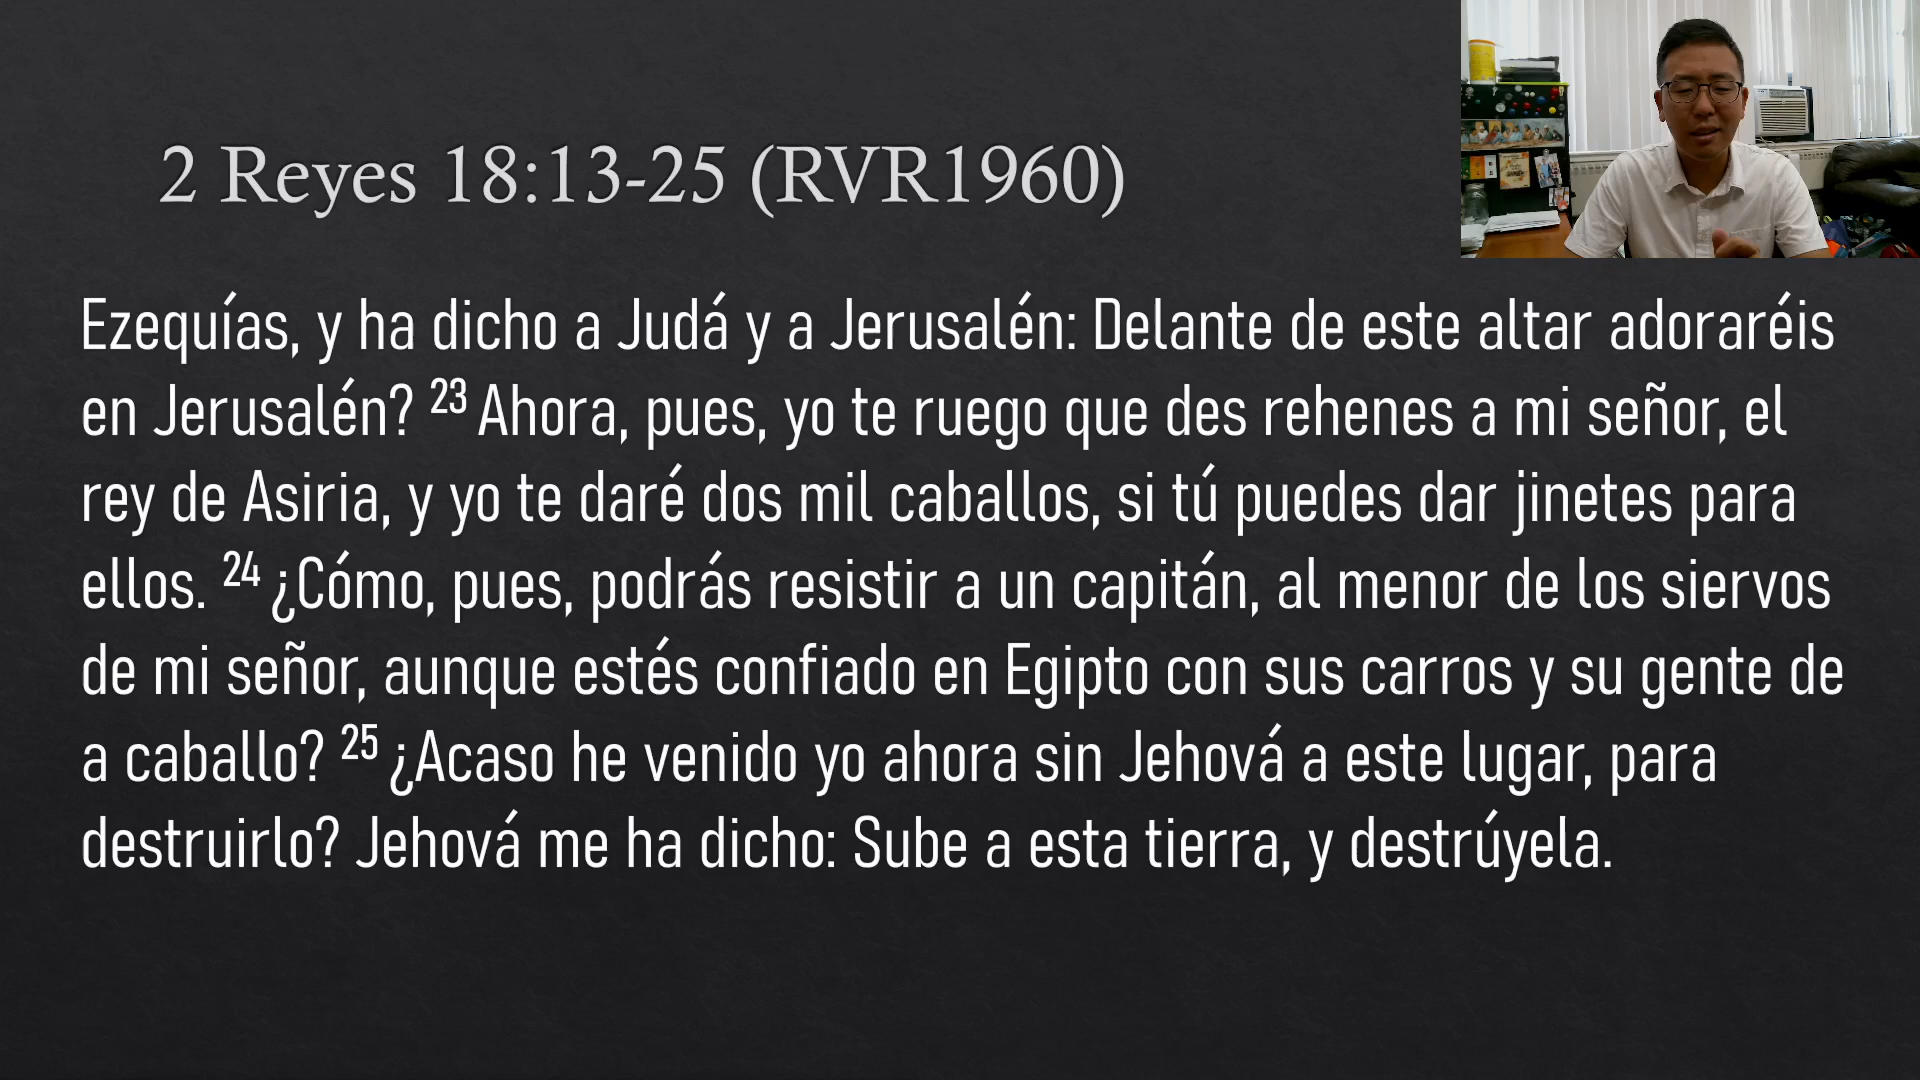 2 Reyes 18:13-25 (RVR1960)
Ezequías, y ha dicho a Judá y a Jerusalén: Delante de este altar adoraréis
en Jerusalén? 23 Ahora, pues, yo te ruego que des rehenes a mi señor, el
rey de Asiria, y yo te daré dos mil caballos, si tú puedes dar jinetes para
ellos. 24 ¿Cómo, pues, podrás resistir a un capitán, al menor de los siervos
de mi señor, aunque estés confiado en Egipto con sus carros y su gente de
a caballo? 25 ¿Acaso he venido yo ahora sin Jehová a este lugar, para
destruirlo? Jehová me ha dicho: Sube a esta tierra, y destrúyela.